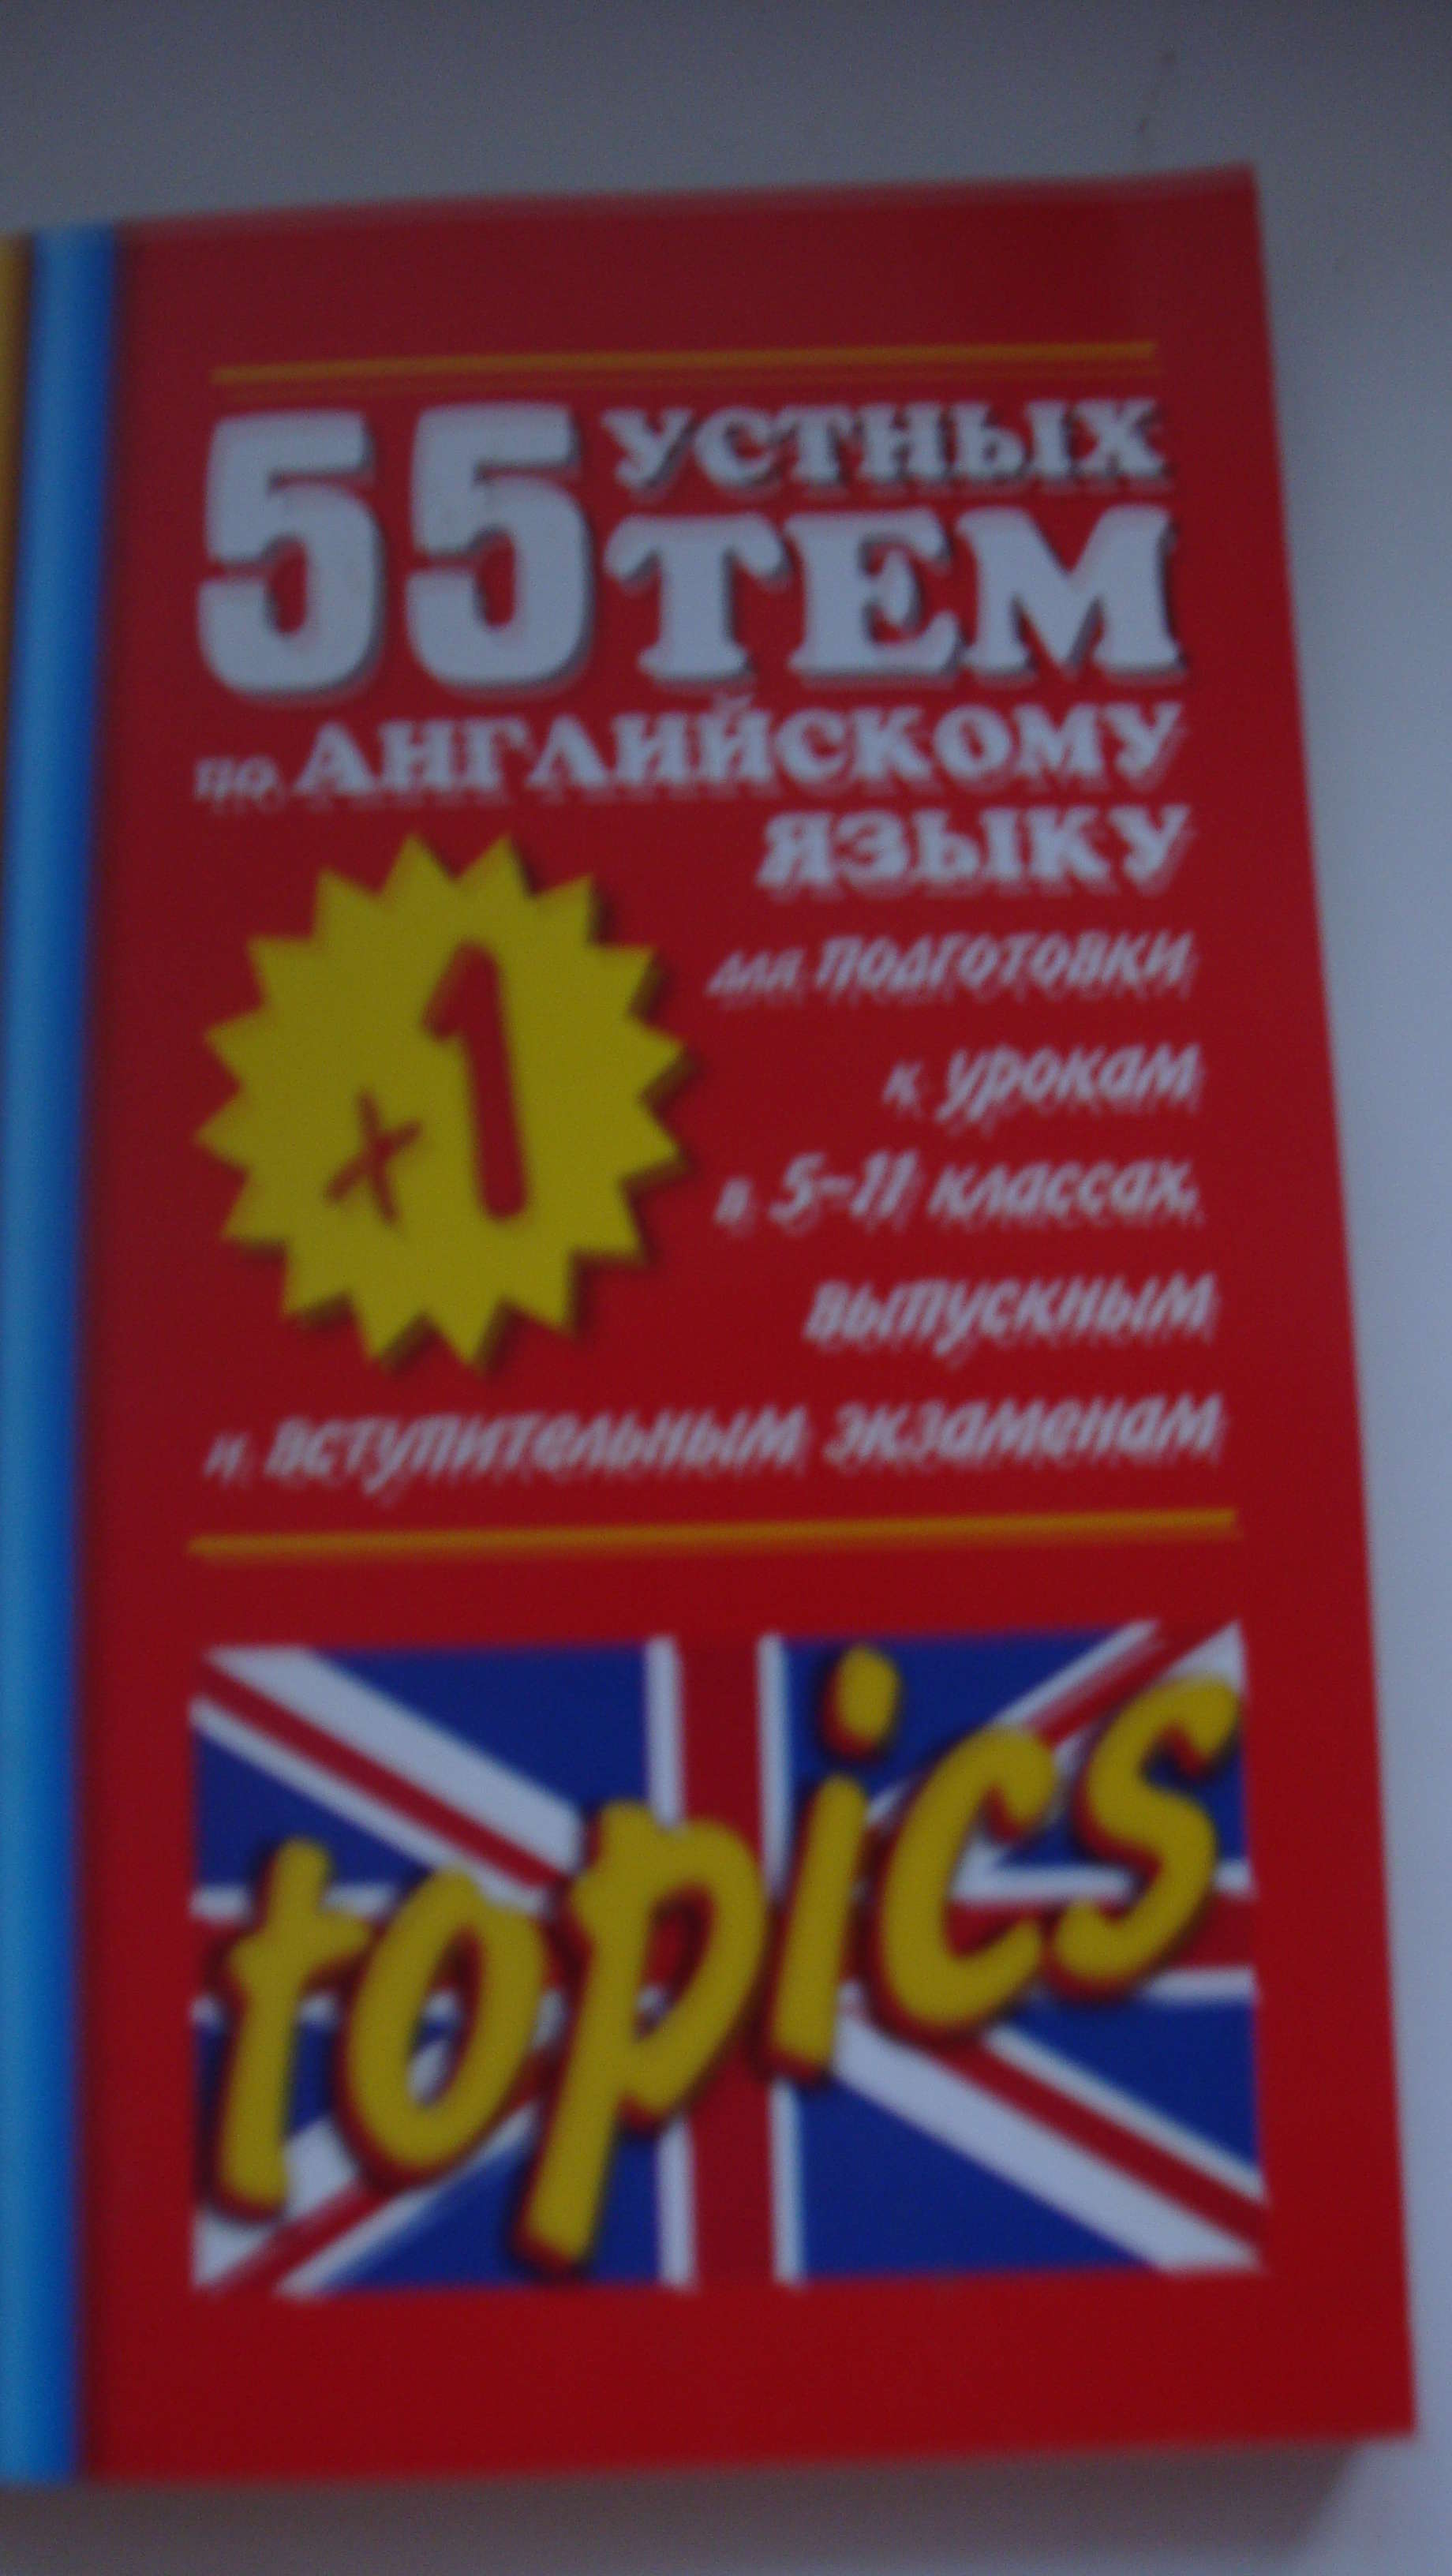 55 УСТНЫХ
ТЕМ
по АНГЛИЙСКОМУ
ЯЗЫКУ
+1
для подготовки
к урокам
в 5-11 классах,
выпускным
и вступительным экзаменам
topics